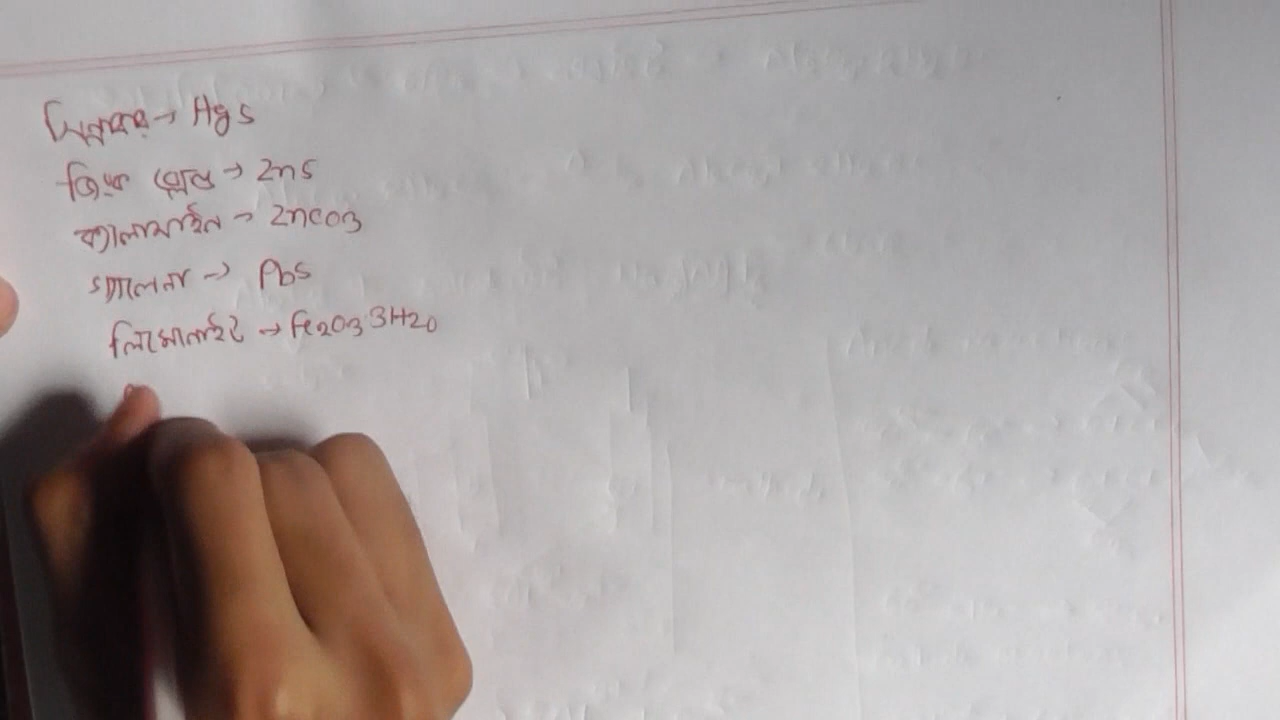 সিন্নাবার → HgS
জিংক ব্লেন্ড → ZnS
ক্যালামাইন → ZnCO3
গ্যালেনা → PbS
লিমোনাইট → Fe2O3 3H2O